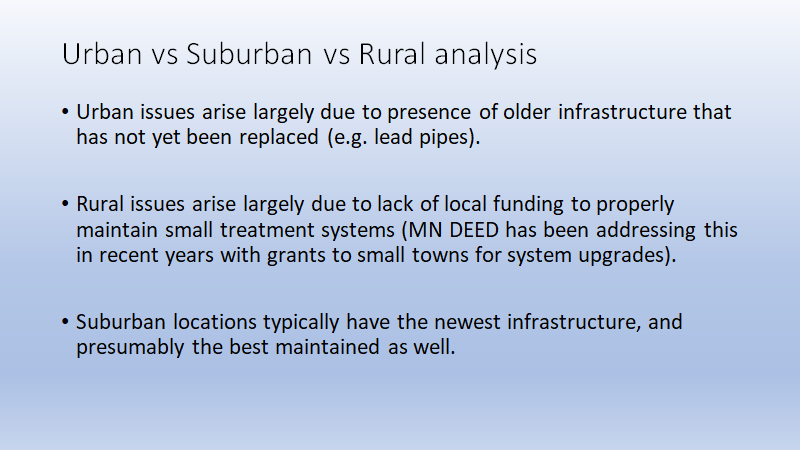 Urban vs Suburban vs Rural analysis
• Urban issues arise largely due to presence of older infrastructure that
has not yet been replaced (e.g. lead pipes).
• Rural issues arise largely due to lack of local funding to properly
maintain small treatment systems (MN DEED has been addressing this
in recent years with grants to small towns for system upgrades).
• Suburban locations typically have the newest infrastructure, and
presumably the best maintained as well.